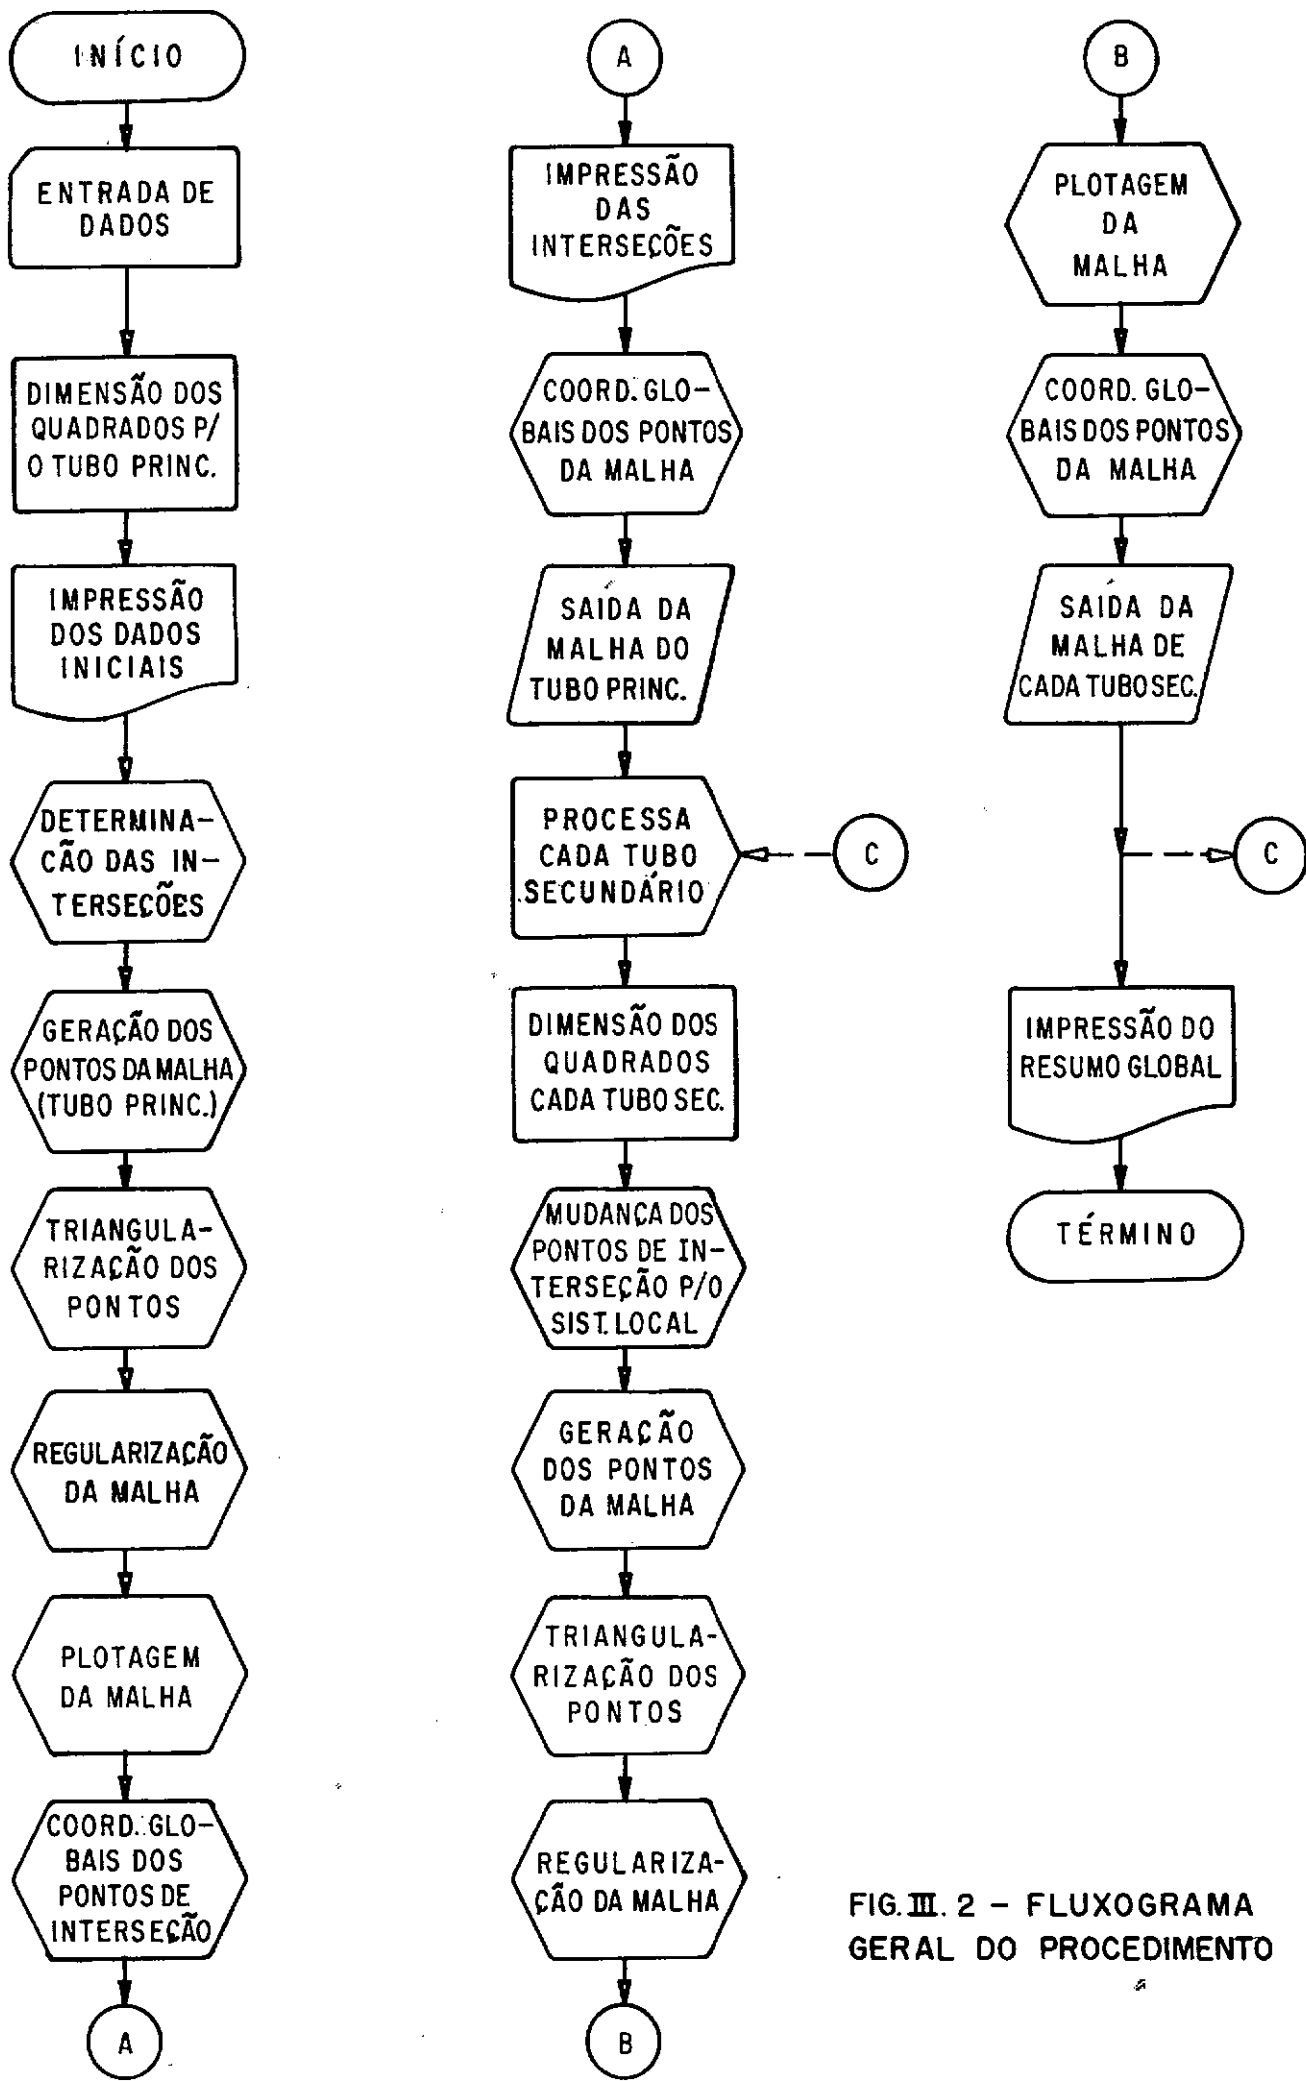 INÍCIO
ENTRADA DE
DADOS
DIMENSÃO DOS
QUADRADOS P/
O TUBO PRINC.
IMPRESSÃO
DOS DADOS
INICIAIS
DETERMINA-
ÇÃO DAS IN-
TERSEÇÕES
GERAÇÃO DOS
PONTOS DA MALHA
(TUBO PRINC.)
TRIANGULA-
RIZAÇÃO DOS
PONTOS
REGULARIZAÇÃO
DA MALHA
PLOTAGEM
DA MALHA
COORD. GLO-
BAIS DOS
PONTOS DE
INTERSEÇÃO
A
A
IMPRESSÃO
DAS
INTERSEÇÕES
COORD. GLO-
BAIS DOS PONTOS
DA MALHA
SAÍDA DA
MALHA DO
TUBO PRINC.
PROCESSA
CADA TUBO
SECUNDÁRIO
C
DIMENSÃO DOS
QUADRADOS
CADA TUBO SEC.
MUDANÇA DOS
PONTOS DE IN-
TERSEÇÃO P/O
SIST. LOCAL
GERAÇÃO
DOS PONTOS
DA MALHA
TRIANGULA-
RIZAÇÃO DOS
PONTOS
REGULARIZA-
ÇÃO DA MALHA
B
B
PLOTAGEM
DA
MALHA
COORD. GLO-
BAIS DOS PONTOS
DA MALHA
SAÍDA DA
MALHA DE
CADA TUBO SEC.
C
IMPRESSÃO DO
RESUMO GLOBAL
TÉRMINO
FIG. III. 2 - FLUXOGRAMA
GERAL DO PROCEDIMENTO